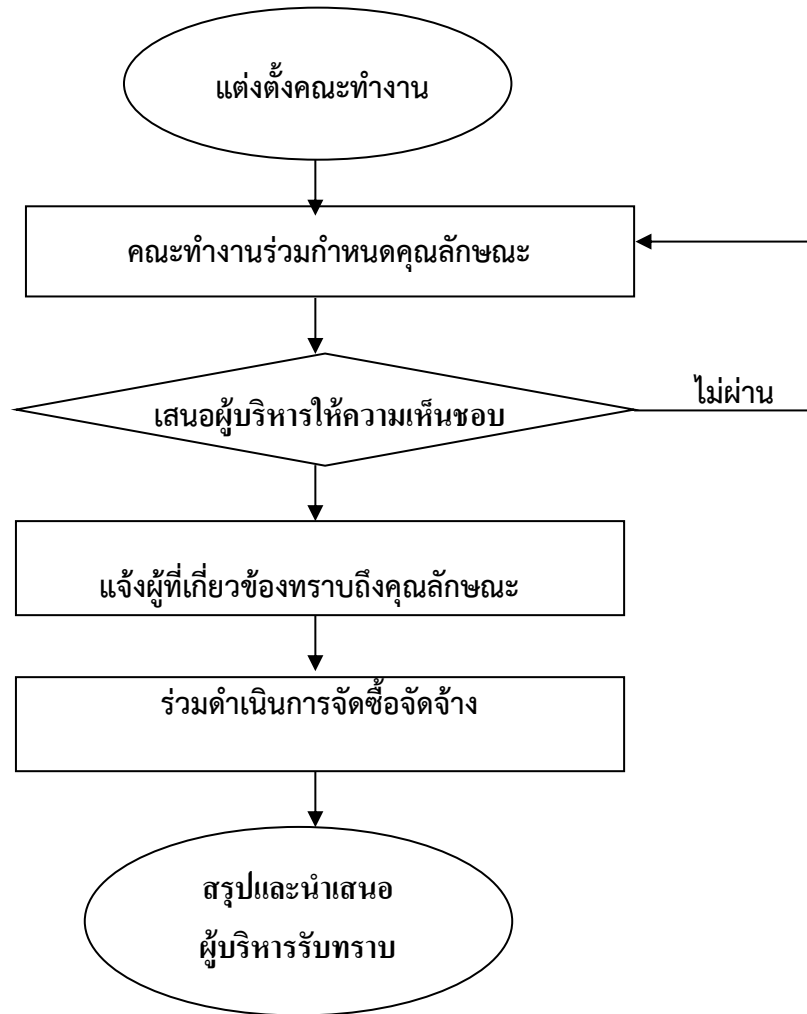 แต่งตั้งคณะทำงาน
คณะทำงานร่วมกำหนดคุณลักษณะ
เสนอผู้บริหารให้ความเห็นชอบ
ไม่ผ่าน
แจ้งผู้ที่เกี่ยวข้องทราบถึงคุณลักษณะ
ร่วมดำเนินการจัดซื้อจัดจ้าง
สรุปและนำเสนอ
ผู้บริหารรับทราบ